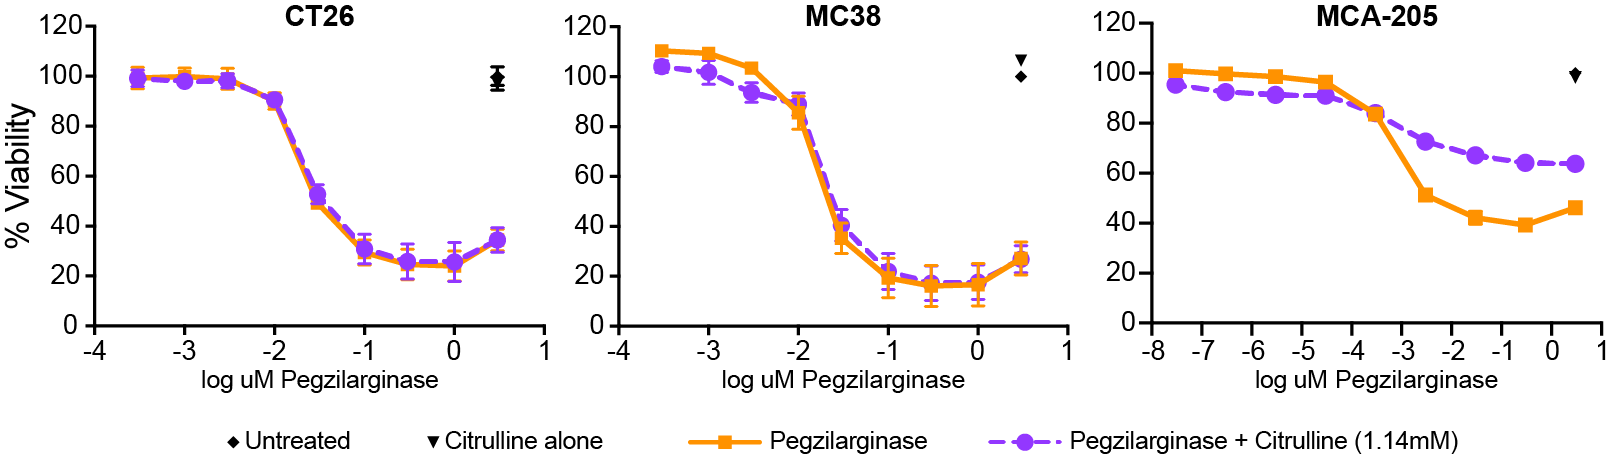 CT26 MC38 MCA-205
% Viability
120 100 80 60 40 20 0
-4 -3 -2 -1 0 1
log uM Pegzilarginase
120 100 80 60 40 20 0
-4 -3 -2 -1 0 1
log uM Pegzilarginase
120 100 80 60 40 20 0
-8 -7 -6 -5 -4 -3 -2 -1 0 1
log uM Pegzilarginase
Untreated Citrulline alone Pegzilarginase Pegzilarginase + Citrulline (1.14mM)